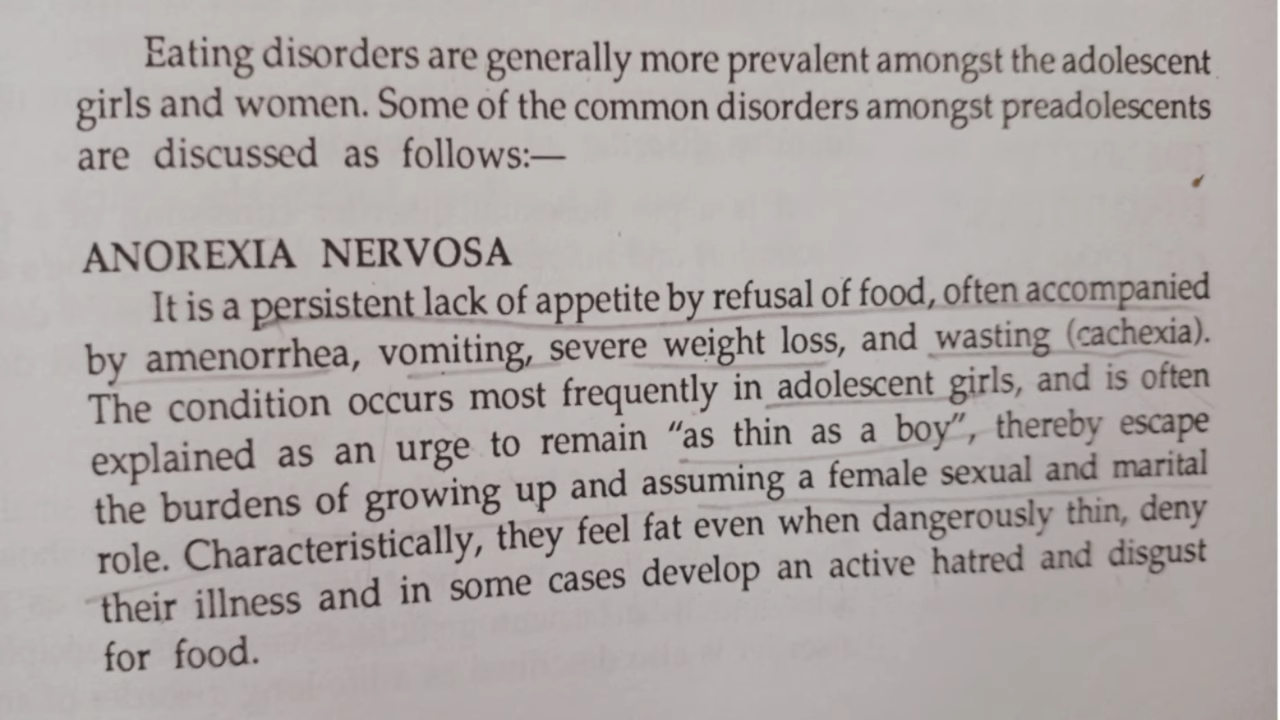 Eating disorders are generally more prevalent amongst the adolescent
girls and women. Some of the common disorders amongst preadolescents
are discussed as follows:—
ANOREXIA NERVOSA
It is a persistent lack of appetite by refusal of food, often accompanied
by amenorrhea, vomiting, severe weight loss, and wasting (cachexia).
The condition occurs most frequently in adolescent girls, and is often
explained as an urge to remain “as thin as a boy”, thereby escape
the burdens of growing up and assuming a female sexual and marital
role. Characteristically, they feel fat even when dangerously thin, deny
their illness and in some cases develop an active hatred and disgust
for food.